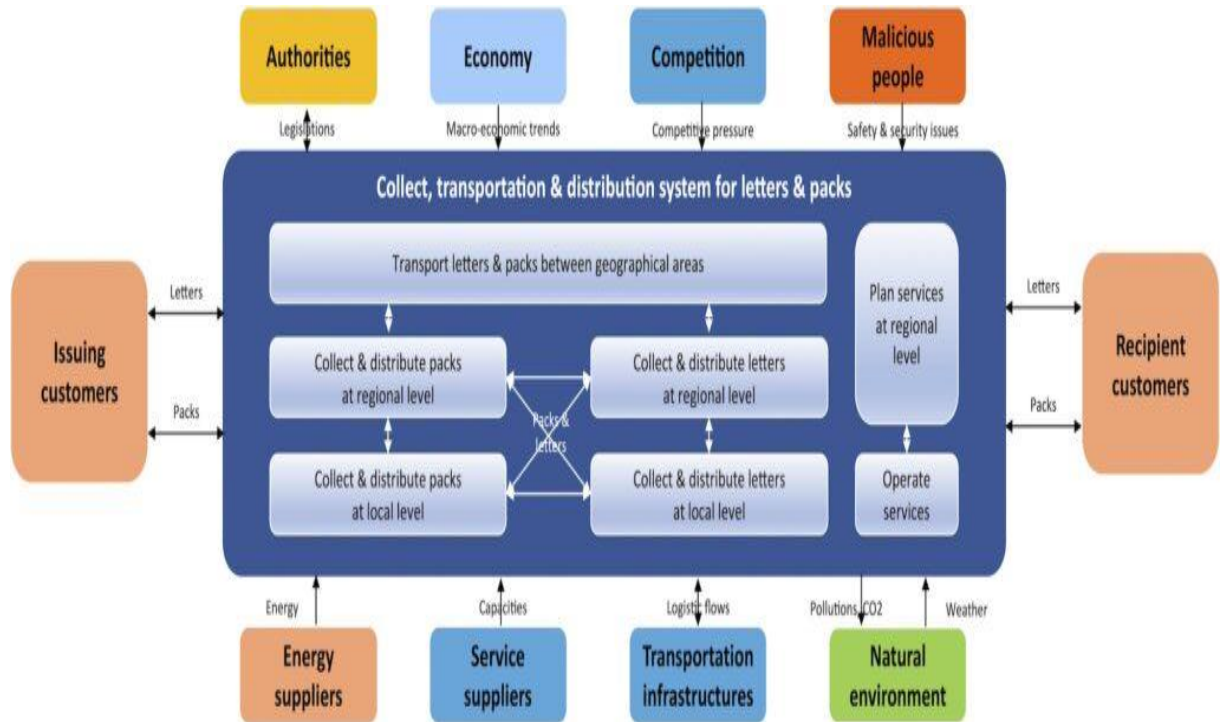 Authorities
Economy
Competition
Malicious
people
Legislations
Macro-economic trends
Competitive pressure
Safety & security issues
Collect, transportation & distribution system for letters & packs
Transport letters & packs between geographical areas
Plan services
at regional
level
Letters
Packs
Issuing
customers
Collect & distribute packs
at regional level
Collect & distribute letters
at regional level
Packs &
letters
Collect & distribute packs
at local level
Collect & distribute letters
at local level
Operate
services
Letters
Packs
Recipient
customers
Energy
Capacities
Logistic flows
Pollutions, CO2
Weather
Energy
suppliers
Service
suppliers
Transportation
infrastructures
Natural
environment